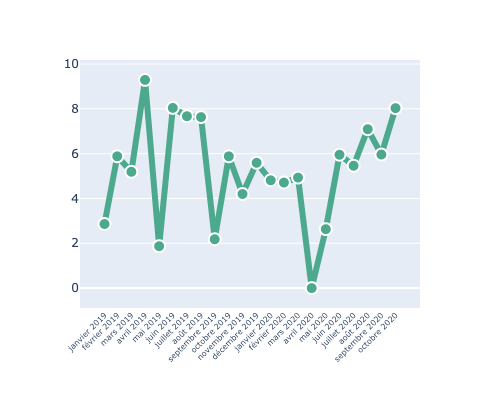 10
8
6
4
2
0
janvier 2019
février 2019
mars 2019
avril 2019
mai 2019
juin 2019
juillet 2019
août 2019
septembre 2019
octobre 2019
novembre 2019
décembre 2019
janvier 2020
février 2020
mars 2020
avril 2020
mai 2020
juin 2020
juillet 2020
août 2020
septembre 2020
octobre 2020